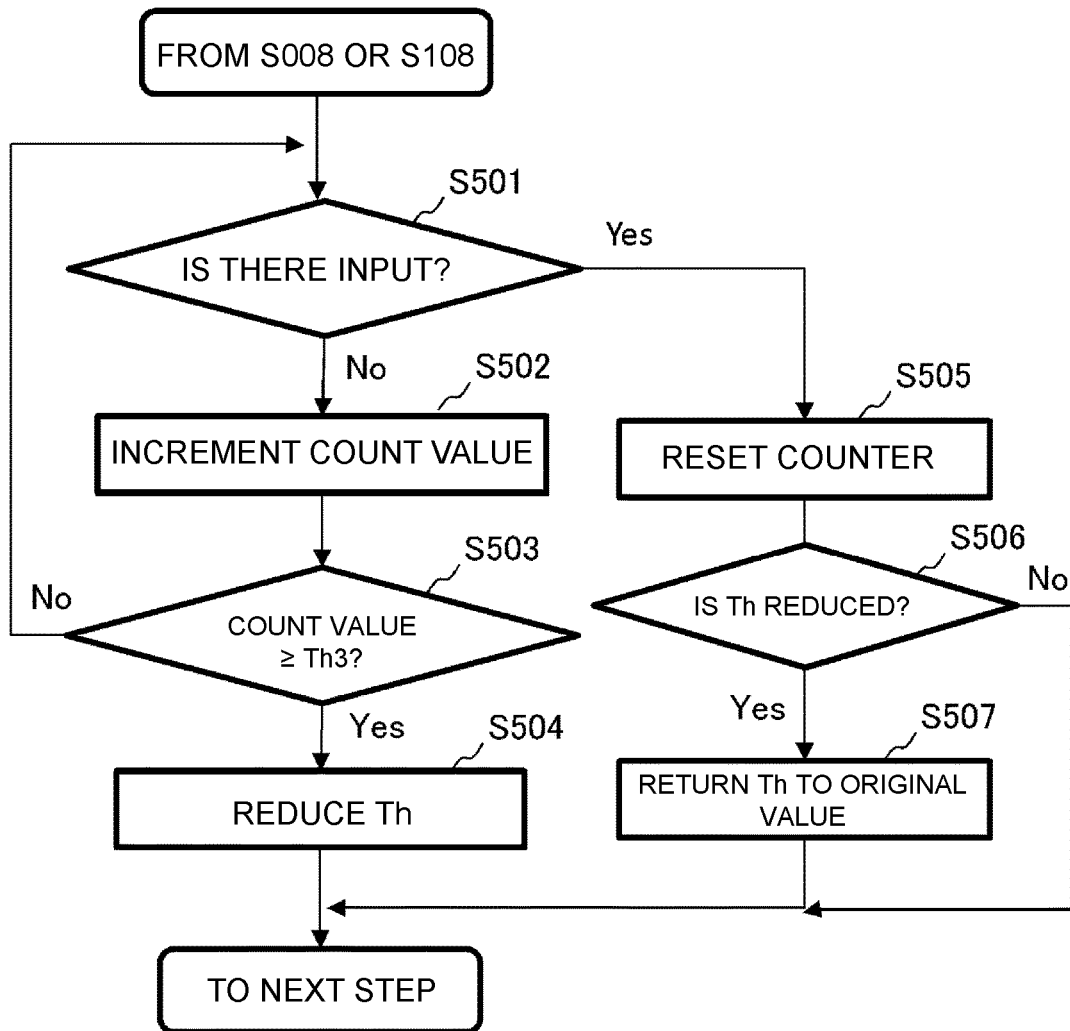 FROM S008 OR S108
S501
IS THERE INPUT?
Yes
No
S502
INCREMENT COUNT VALUE
S505
RESET COUNTER
S503
No
COUNT VALUE
≥ Th3?
S506
No
IS Th REDUCED?
Yes
S504
REDUCE Th
Yes
S507
RETURN Th TO ORIGINAL
VALUE
TO NEXT STEP